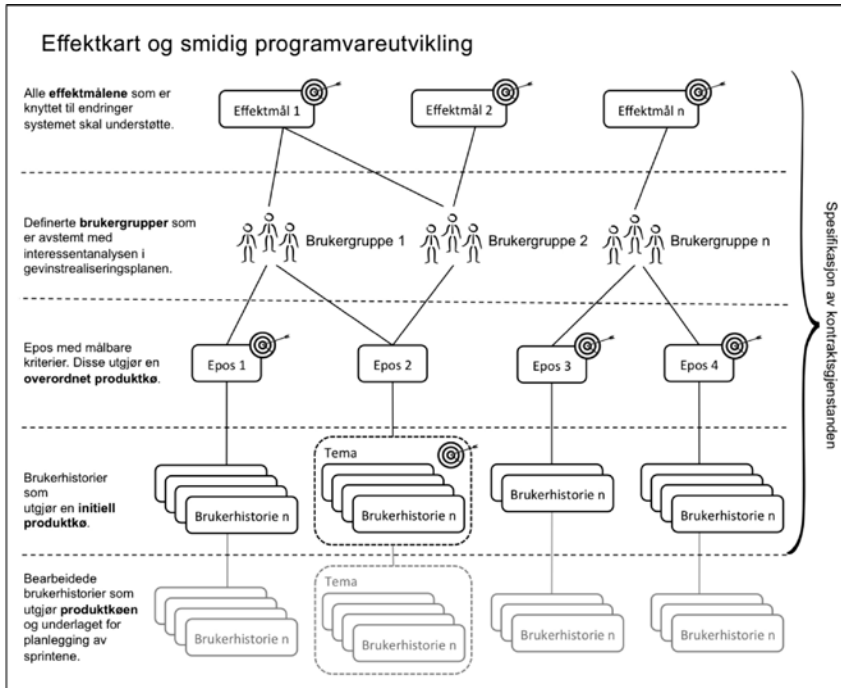 Effektkart og smidig programvareutvikling
Alle effektmålene som er
knyttet til endringer
systemet skal understøtte.
Effektmål 1
Effektmål 2
Effektmål n
Definerte brukergrupper som
er avstemt med
interessentanalysen i
gevinstrealiseringsplanen.
Brukergruppe 1
Brukergruppe 2
Brukergruppe n
Epos med målbare
kriterier. Disse utgjør en
overordnet produktkø.
Epos 1
Epos 2
Epos 3
Epos 4
Brukerhistorier
som
utgjør en initiell
produktkø.
Brukerhistorie n
Tema
Brukerhistorie n
Brukerhistorie n
Brukerhistorie n
Bearbeidede
brukerhistorier som
utgjør produktkøen
og underlaget for
planlegging av
sprintene.
Brukerhistorie n
Tema
Brukerhistorie n
Brukerhistorie n
Brukerhistorie n
Spesifikasjon av kontraktsgjenstanden